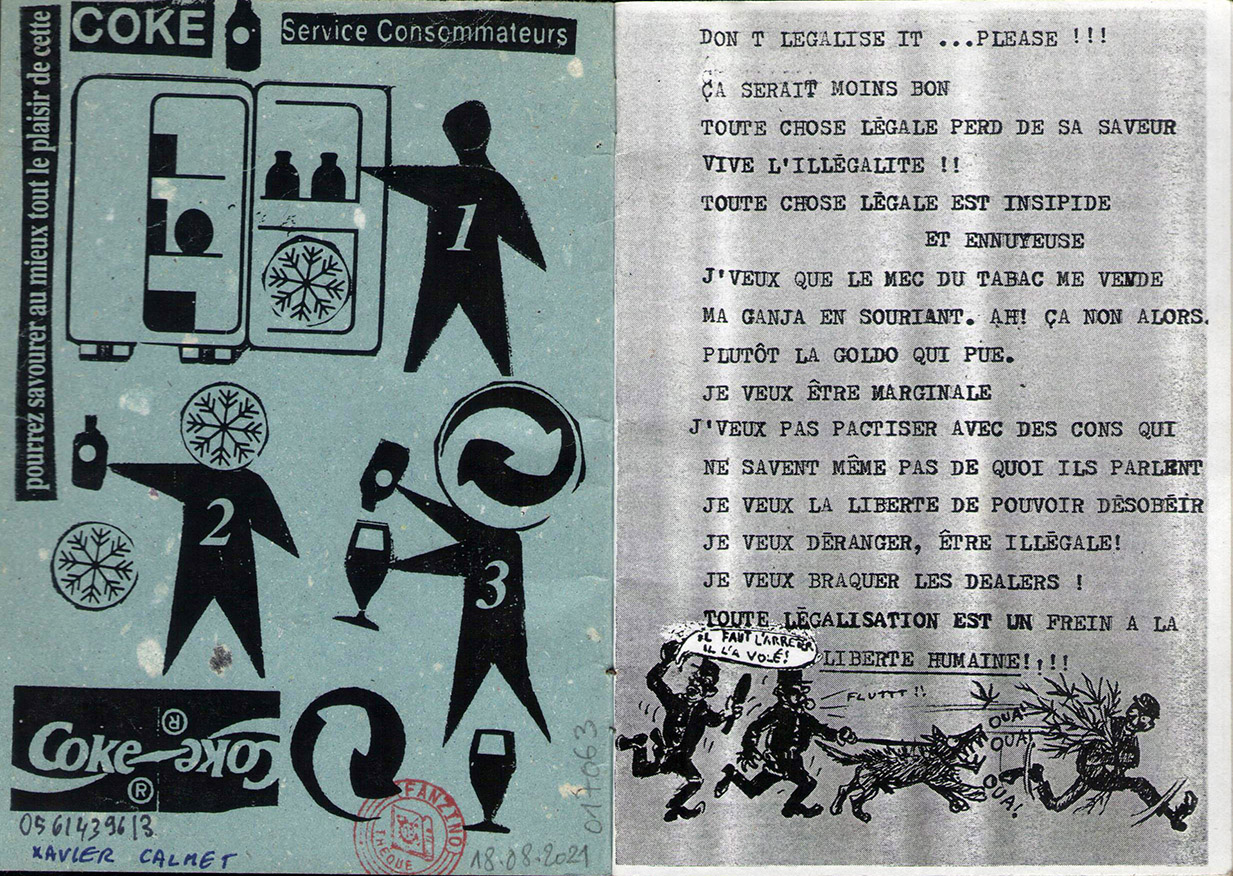 pourrez savourer au mieux tout le plaisir de cette
COKE
Service Consommateurs
1
2
3
Coke
®
Coke
®
0561439613
XAVIER CALMET
FANZINO
THEQUE
18.08.2021
017063
DON T LEGALISE IT ...PLEASE !!!
ÇA SERAIT MOINS BON
TOUTE CHOSE LÉGALE PERD DE SA SAVEUR
VIVE L'ILLÉGALITE !!
TOUTE CHOSE LÉGALE EST INSIPIDE
ET ENNUYEUSE
J'VEUX QUE LE MEC DU TABAC ME VENDE
MA GANJA EN SOURIANT. AH! ÇA NON ALORS.
PLUTÔT LA GOLDO QUI PUE.
JE VEUX ÊTRE MARGINALE
J'VEUX PAS PACTISER AVEC DES CONS QUI
NE SAVENT MÊME PAS DE QUOI ILS PARLENT
JE VEUX LA LIBERTE DE POUVOIR DÉSOBÉIR
JE VEUX DÉRANGER, ÊTRE ILLÉGALE!
JE VEUX BRAQUER LES DEALERS !
TOUTE LÉGALISATION EST UN FREIN A LA
LIBERTE HUMAINE!,!!
IL FAUT L'ARRETER
IL L'A VOLÉ!
FLUTTT !!
OUA!
OUA!
OUA!